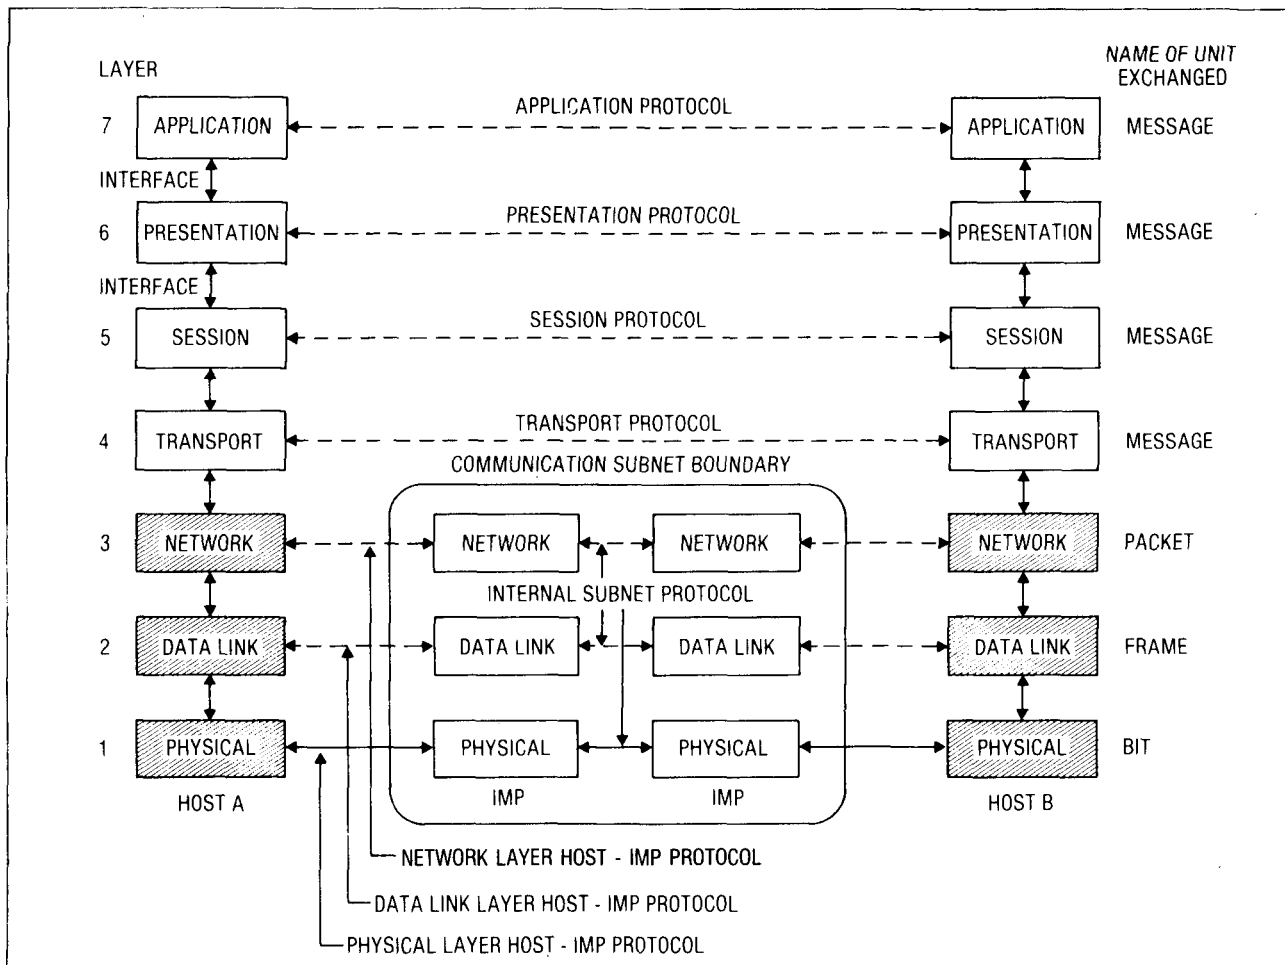 LAYER
NAME OF UNIT
EXCHANGED
7 APPLICATION APPLICATION PROTOCOL APPLICATION MESSAGE
INTERFACE
6 PRESENTATION PRESENTATION PROTOCOL PRESENTATION MESSAGE
INTERFACE
5 SESSION SESSION PROTOCOL SESSION MESSAGE
4 TRANSPORT TRANSPORT PROTOCOL TRANSPORT MESSAGE
COMMUNICATION SUBNET BOUNDARY
3 NETWORK NETWORK NETWORK NETWORK PACKET
INTERNAL SUBNET PROTOCOL
2 DATA LINK DATA LINK DATA LINK DATA LINK FRAME
1 PHYSICAL PHYSICAL PHYSICAL PHYSICAL BIT
HOST A IMP IMP HOST B
NETWORK LAYER HOST - IMP PROTOCOL
DATA LINK LAYER HOST - IMP PROTOCOL
PHYSICAL LAYER HOST - IMP PROTOCOL